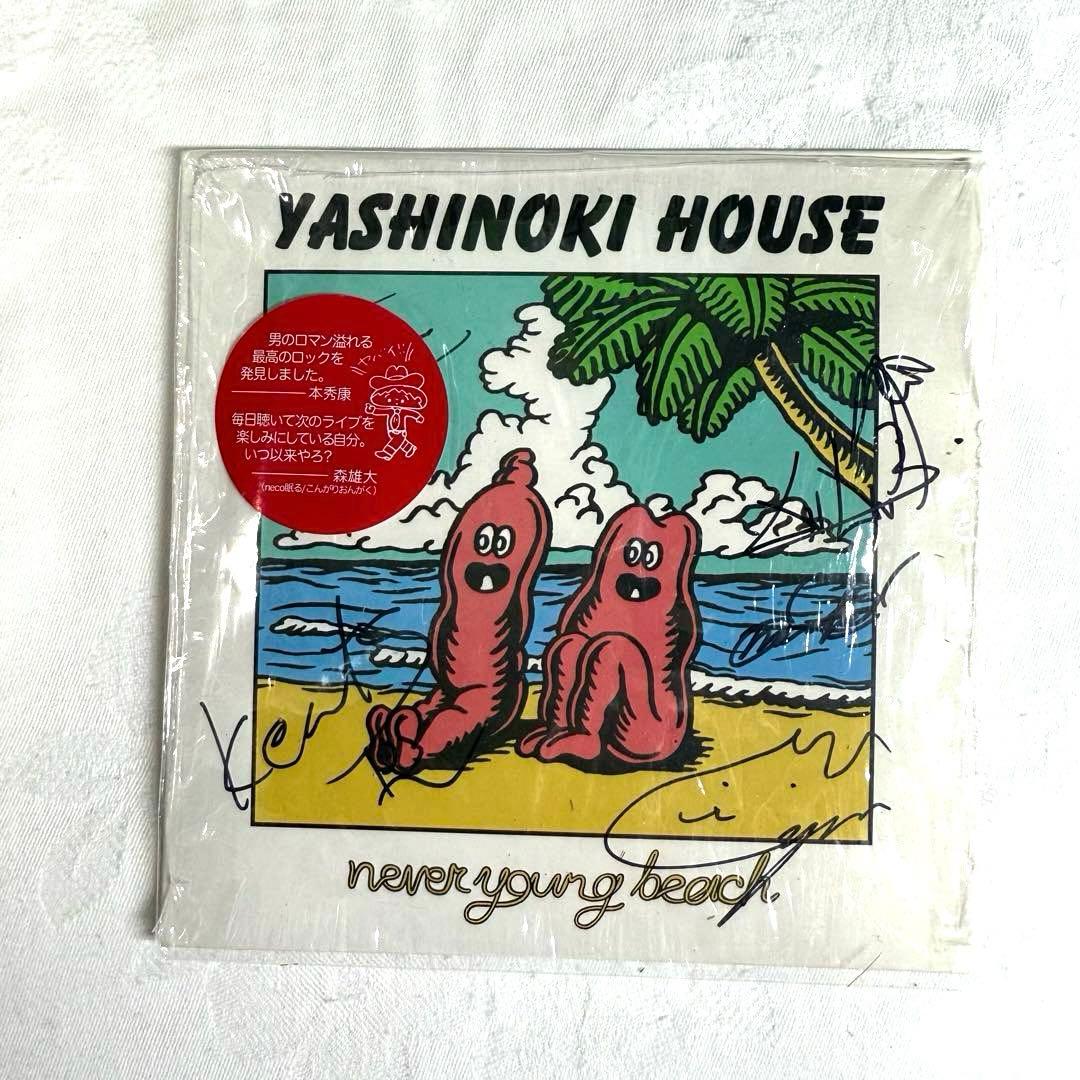 YASHINOKI HOUSE
男のロマン溢れる
最高のロックを
発見しました。
本秀康
毎日聴いて次のライブを
楽しみにしている自分。
いつ以来やろ?
森雄大
(neco眠る/こんがりおんがく)
never young beach.